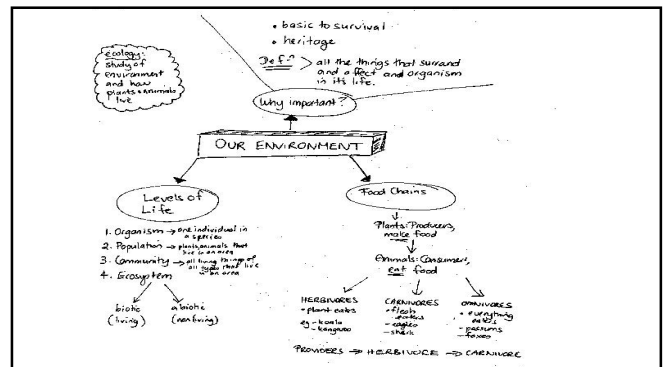 • basic to survival
• heritage
Def:n > all the things that surrand
and affect and organism
in its life.
ecology:
study of
environment
and how
plants + animals
live
Why important?
OUR ENVIRONMENT
Levels of
Life
1. Organism → one individual in
a species
2. Population → plants, animals that
live in an area
3. Community → all living things of
all types that live
in an area
4. Ecosystem
biotic
(living)
abiotic
(nonliving)
Food Chains
Plants: Producers,
make food
Animals: Consumers,
eat food
HERBIVORES
• plant eaters
eg - koala
- kangaroo
CARNIVORES
• flesh
eaters
- eagles
- shark
OMNIVORES
• everything
eaters
- possums
- foxes
PROVIDERS → HERBIVORE → CARNIVORE